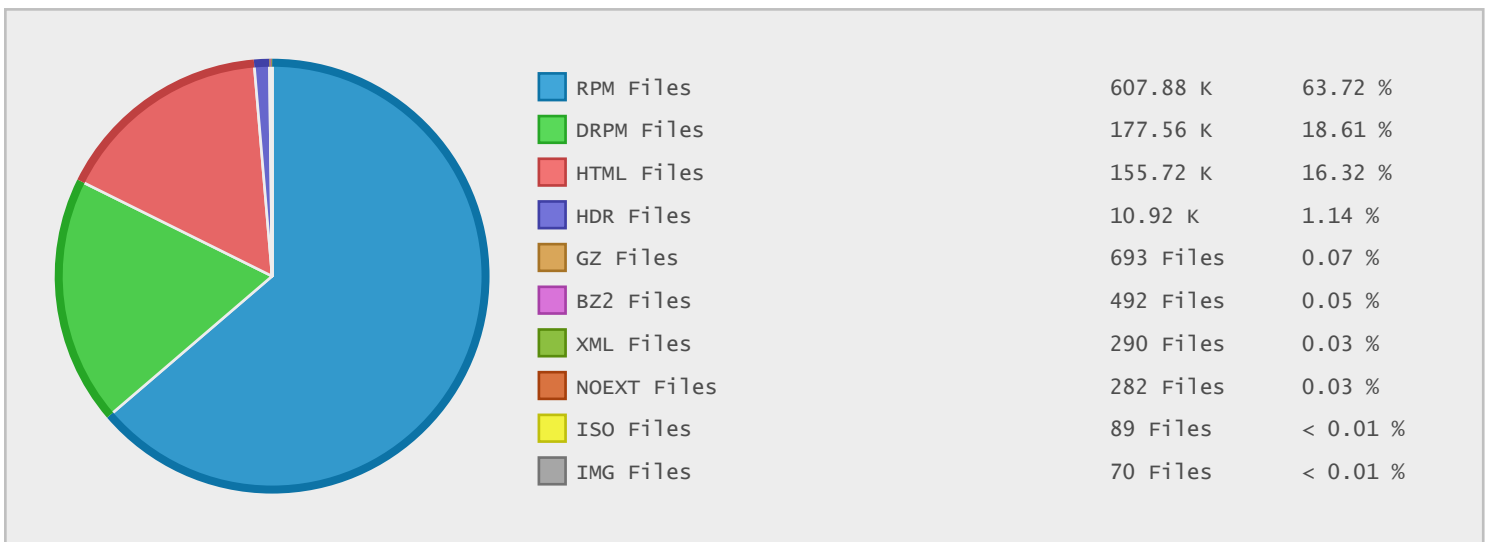 RPM Files 607.88 K 63.72 %
DRPM Files 177.56 K 18.61 %
HTML Files 155.72 K 16.32 %
HDR Files 10.92 K 1.14 %
GZ Files 693 Files 0.07 %
BZ2 Files 492 Files 0.05 %
XML Files 290 Files 0.03 %
NOEXT Files 282 Files 0.03 %
ISO Files 89 Files < 0.01 %
IMG Files 70 Files < 0.01 %